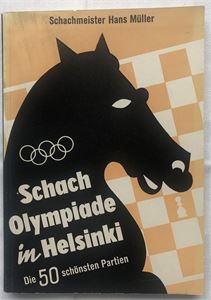 Schachmeister Hans Müller
Schach
Olympiade
in Helsinki
Die 50 schönsten Partien